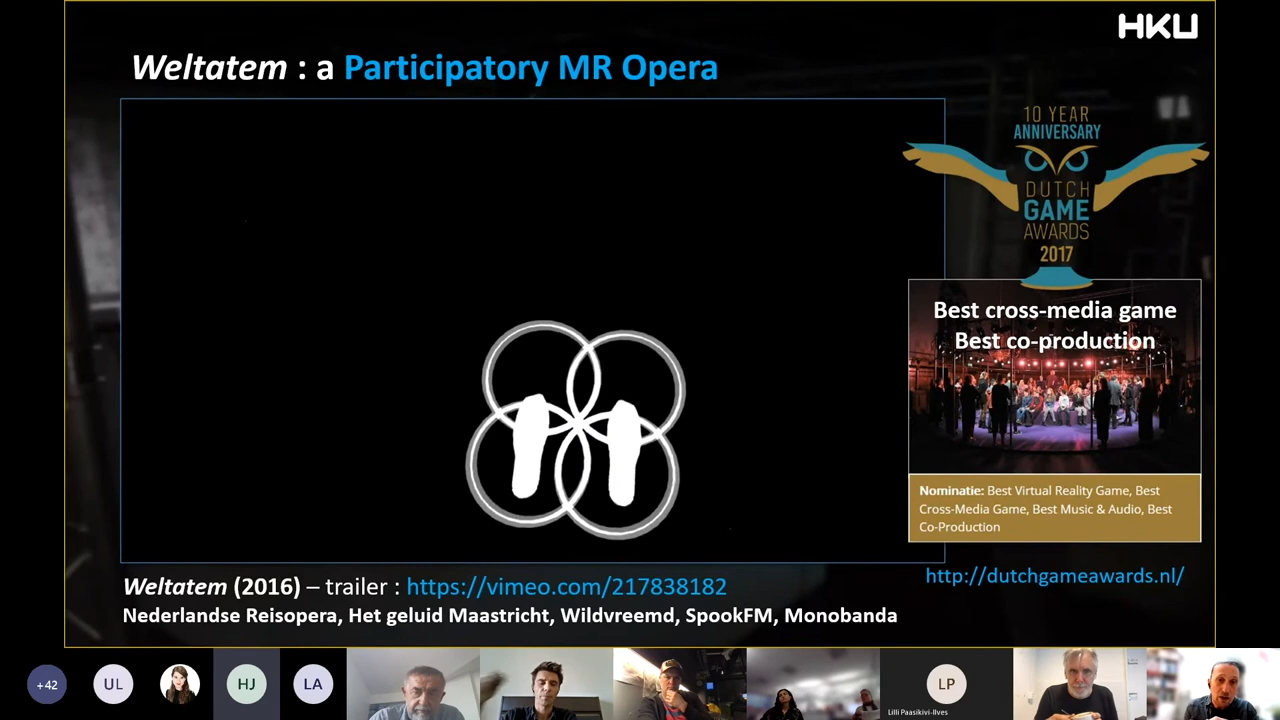 HKU
Weltatem : a Participatory MR Opera
10 YEAR
ANNIVERSARY
DUTCH
GAME
AWARDS
2017
Best cross-media game
Best co-production
Nominatie: Best Virtual Reality Game, Best
Cross-Media Game, Best Music & Audio, Best
Co-Production
http://dutchgameawards.nl/
Weltatem (2016) – trailer : https://vimeo.com/217838182
Nederlandse Reisopera, Het geluid Maastricht, Wildvreemd, SpookFM, Monobanda
+42
UL
HJ
LA
LP
Lilli Paasikivi-Ilves